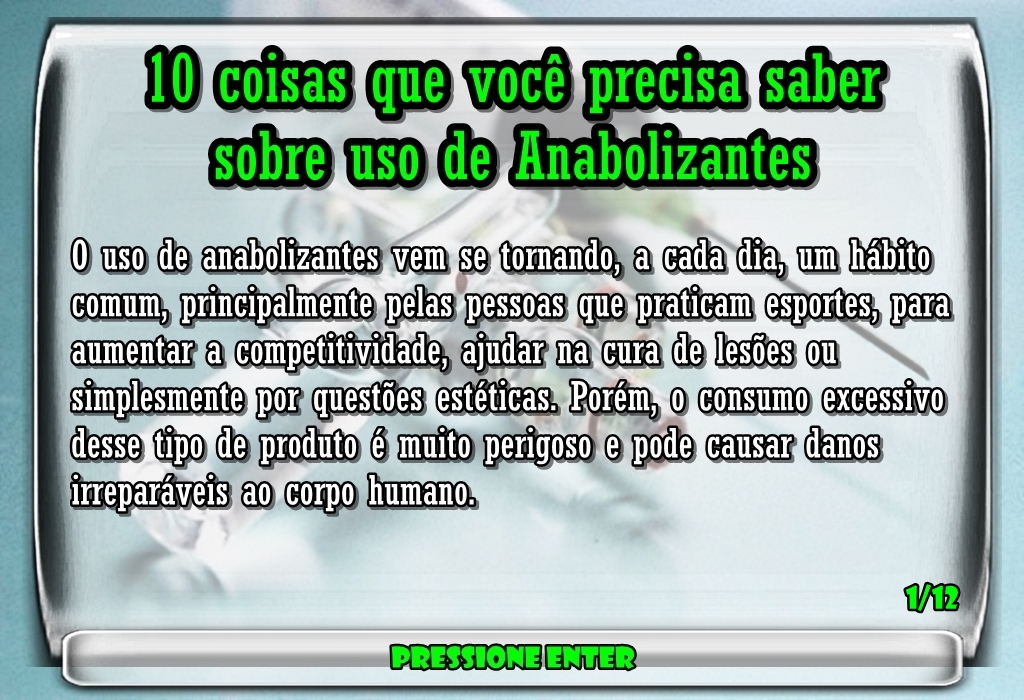 10 coisas que você precisa saber
sobre uso de Anabolizantes
O uso de anabolizantes vem se tornando, a cada dia, um hábito
comum, principalmente pelas pessoas que praticam esportes, para
aumentar a competitividade, ajudar na cura de lesões ou
simplesmente por questões estéticas. Porém, o consumo excessivo
desse tipo de produto é muito perigoso e pode causar danos
irreparáveis ao corpo humano.
1/12
PRESSIONE ENTER